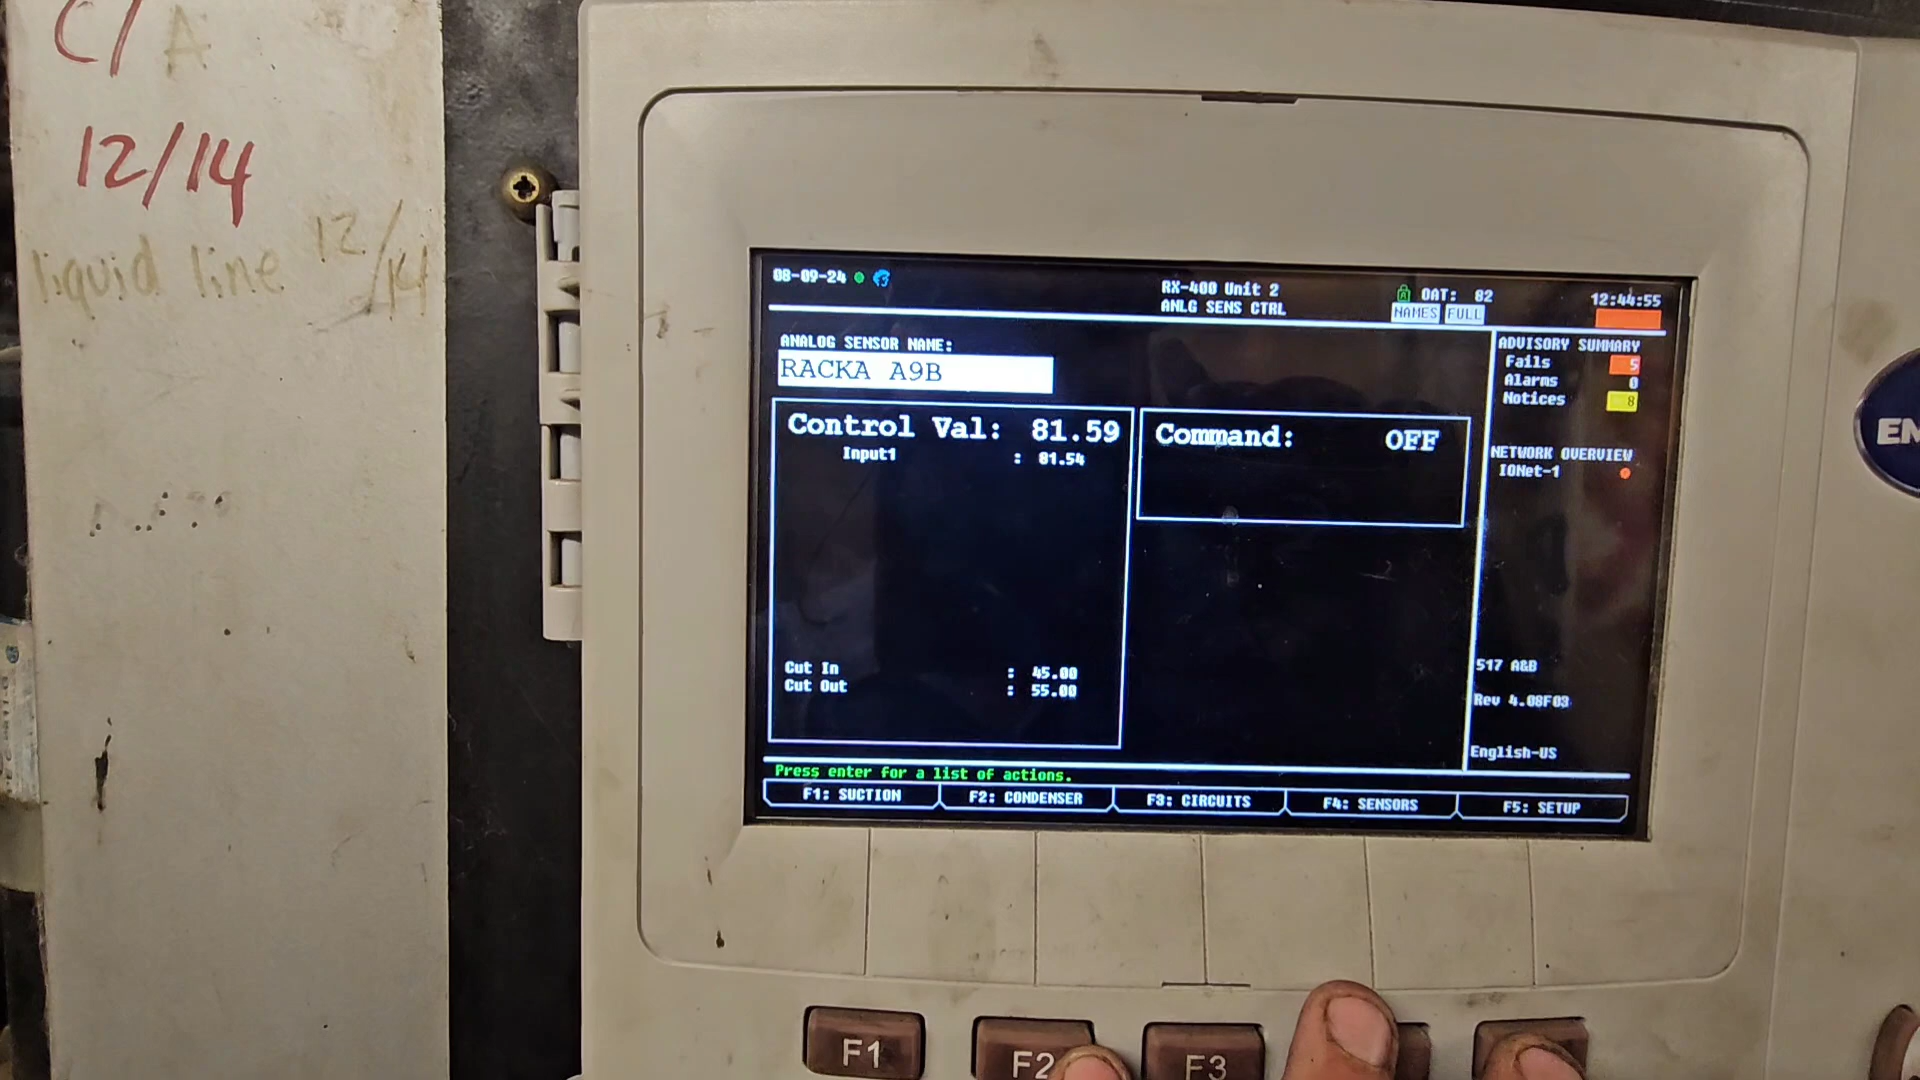 C/A
12/14
liquid line 12/14
08-09-24
RX-400 Unit 2
ANLG SENS CTRL
OAT: 82
NAMES FULL
12:44:55
ANALOG SENSOR NAME:
RACKA A9B
Control Val: 81.59
Input1 : 81.54
Cut In : 45.00
Cut Out : 55.00
Command: OFF
ADVISORY SUMMARY
Fails 5
Alarms 0
Notices 8
NETWORK OVERVIEW
IONet-1
517 A&B
Rev 4.08F03
English-US
Press enter for a list of actions.
F1: SUCTION
F2: CONDENSER
F3: CIRCUITS
F4: SENSORS
F5: SETUP
EM
F1
F2
F3